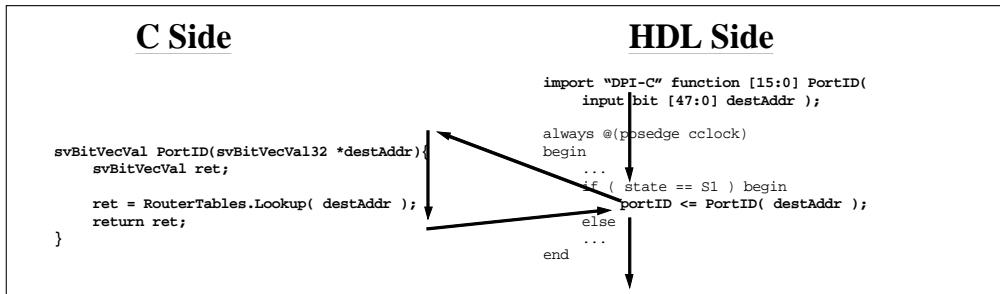 C Side
HDL Side
svBitVecVal PortID(svBitVecVal32 *destAddr){
svBitVecVal ret;
ret = RouterTables.Lookup( destAddr );
return ret;
}
import “DPI-C” function [15:0] PortID(
input bit [47:0] destAddr );
always @(posedge cclock)
begin
...
if ( state == S1 ) begin
portID <= PortID( destAddr );
else
...
end